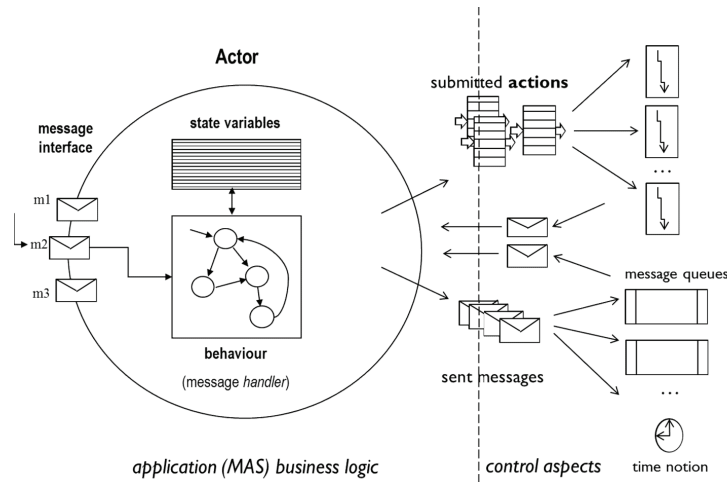 Actor
submitted actions
message
interface
state variables
m1
m2
m3
...
message queues
behaviour
(message handler)
sent messages
...
application (MAS) business logic
control aspects
time notion